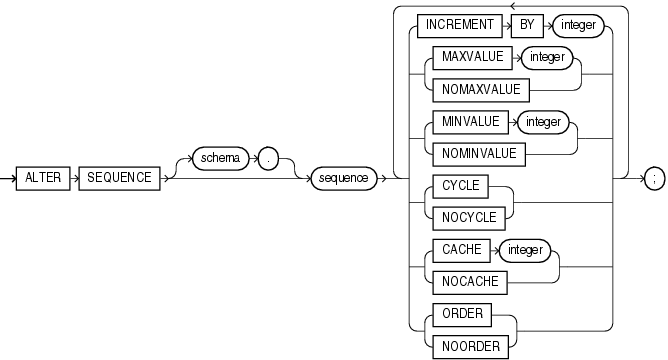 INCREMENT BY integer
MAXVALUE integer
NOMAXVALUE
MINVALUE integer
schema .
NOMINVALUE
ALTER SEQUENCE sequence ;
CYCLE
NOCYCLE
CACHE integer
NOCACHE
ORDER
NOORDER